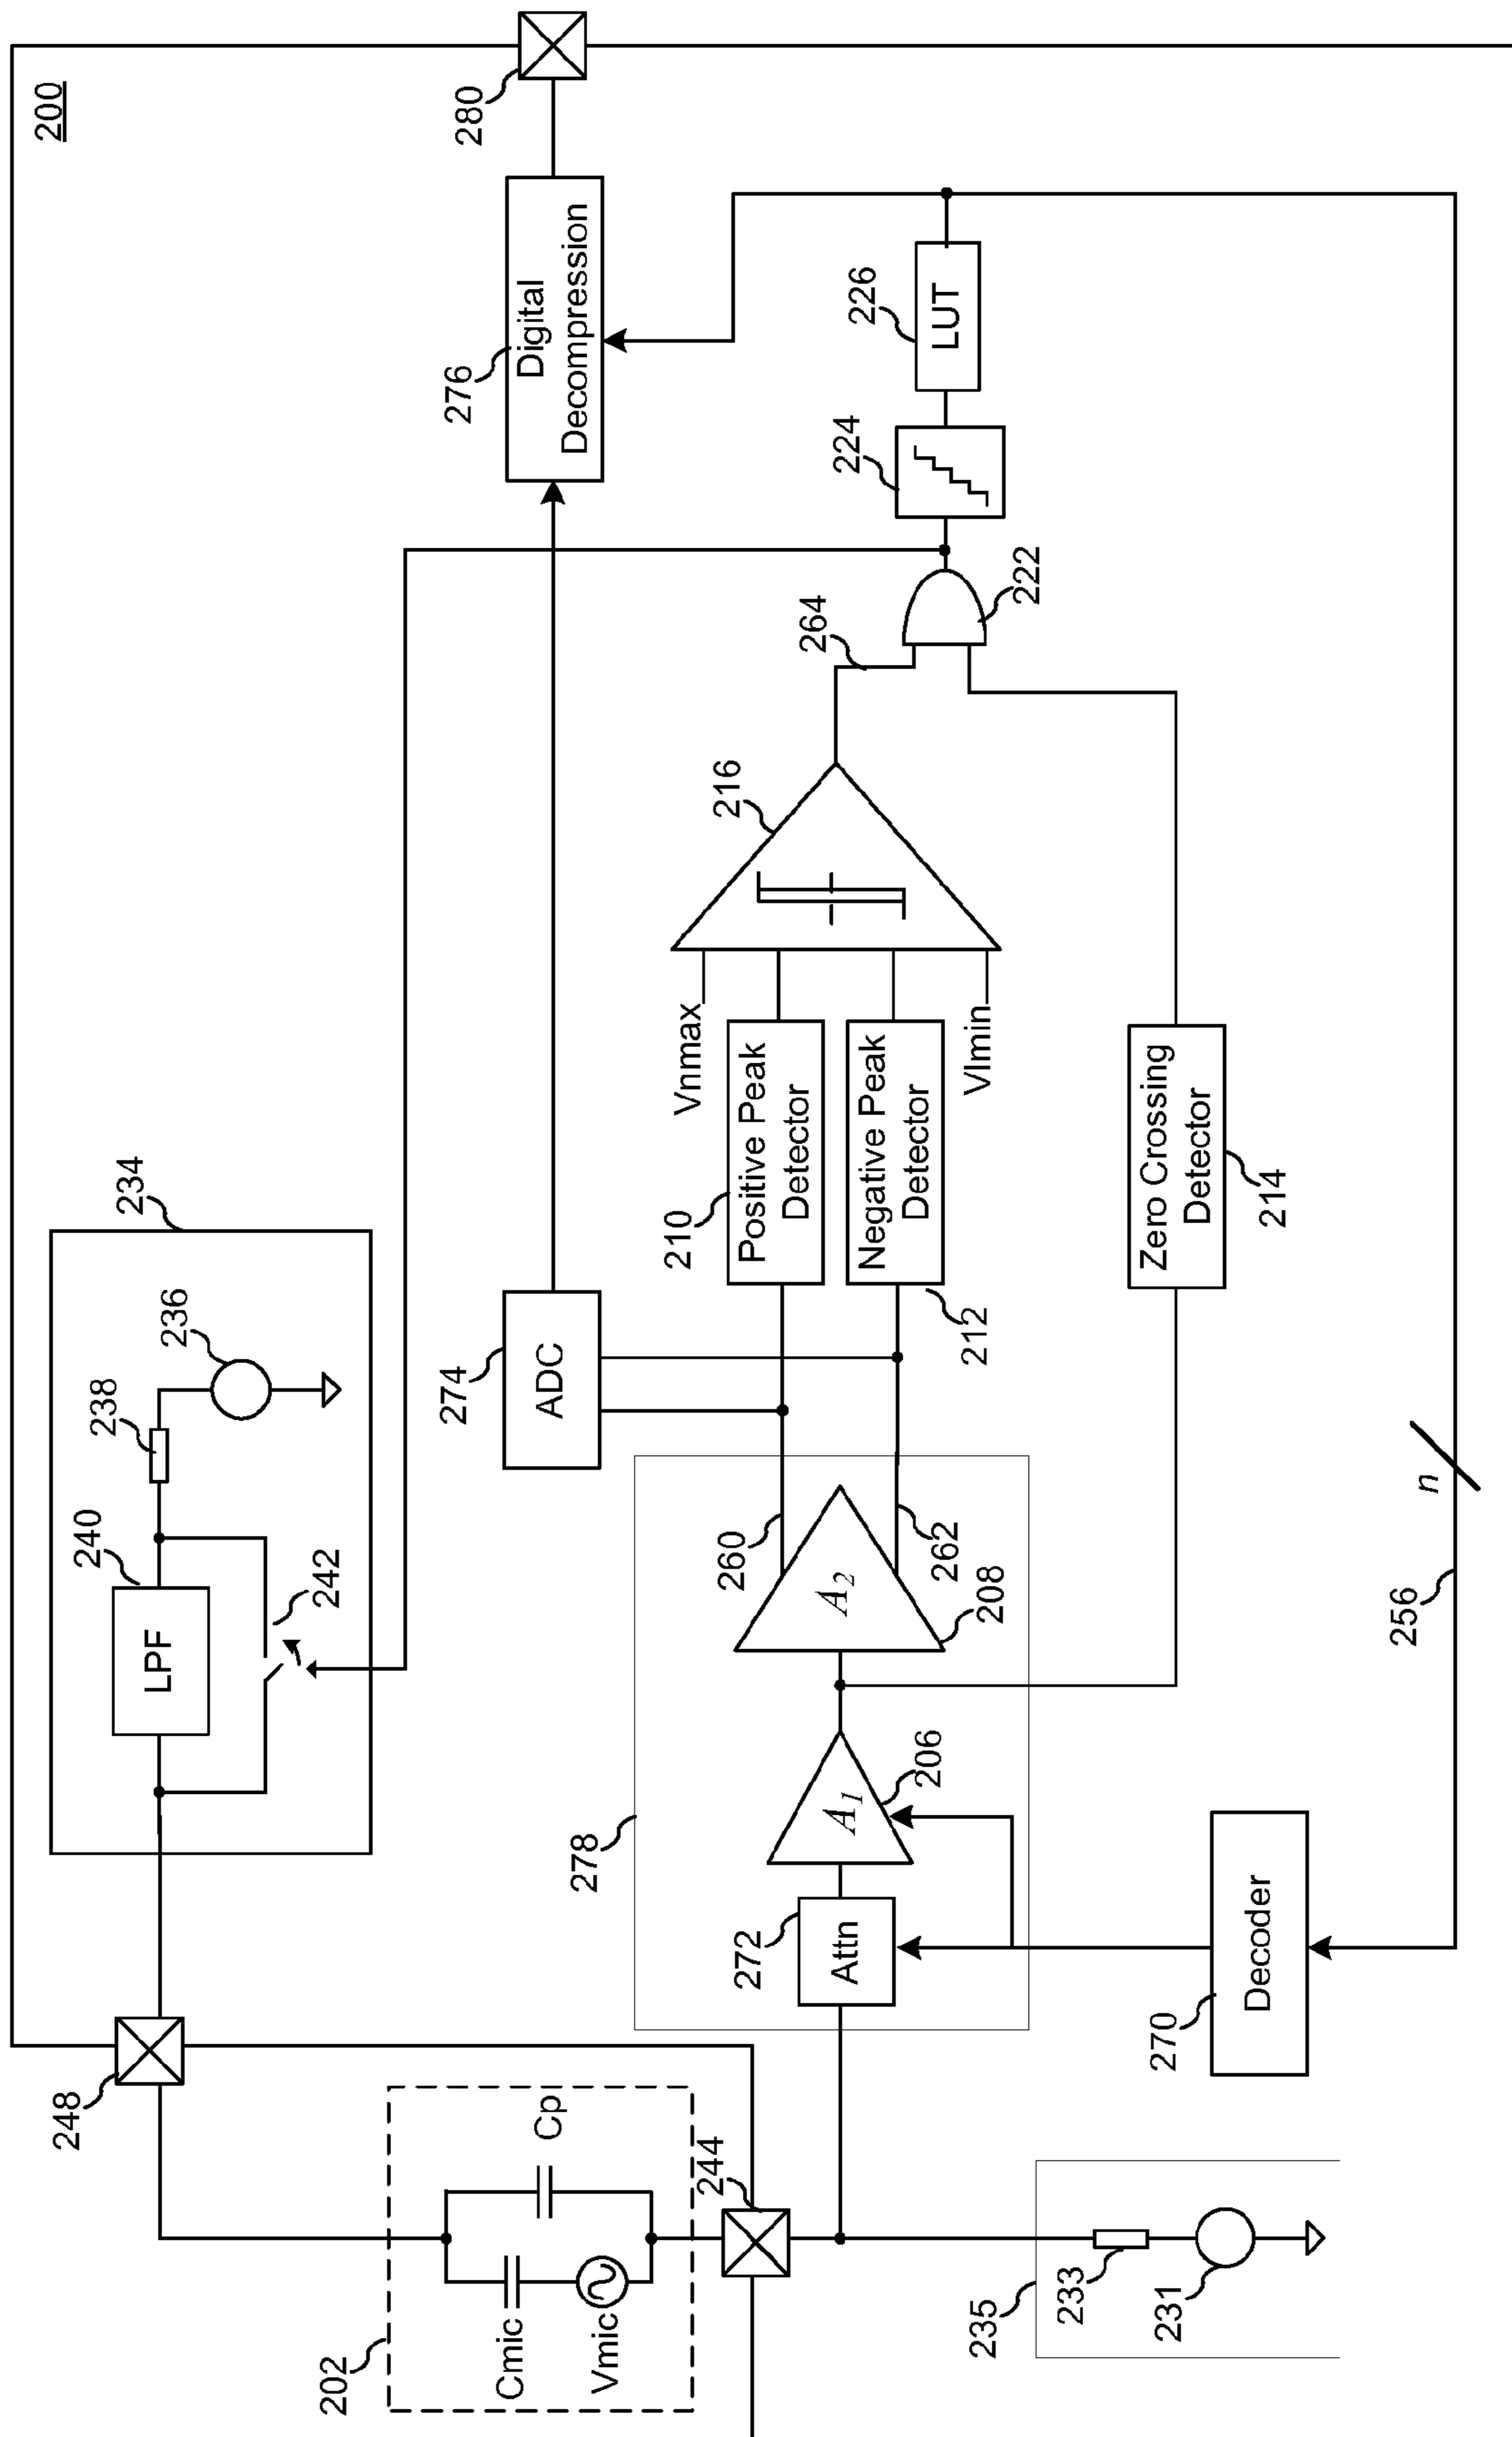 200
202
Cmic
Vmic
Cp
248
244
234
240
LPF
238
236
242
235
233
231
278
272
Attn
A1
206
A2
208
260
262
274
ADC
210
Positive Peak
Detector
Negative Peak
Detector
212
Vnmax
Vlmin
216
264
222
224
226
LUT
Zero Crossing
Detector
214
276
Digital
Decompression
280
270
Decoder
256
n